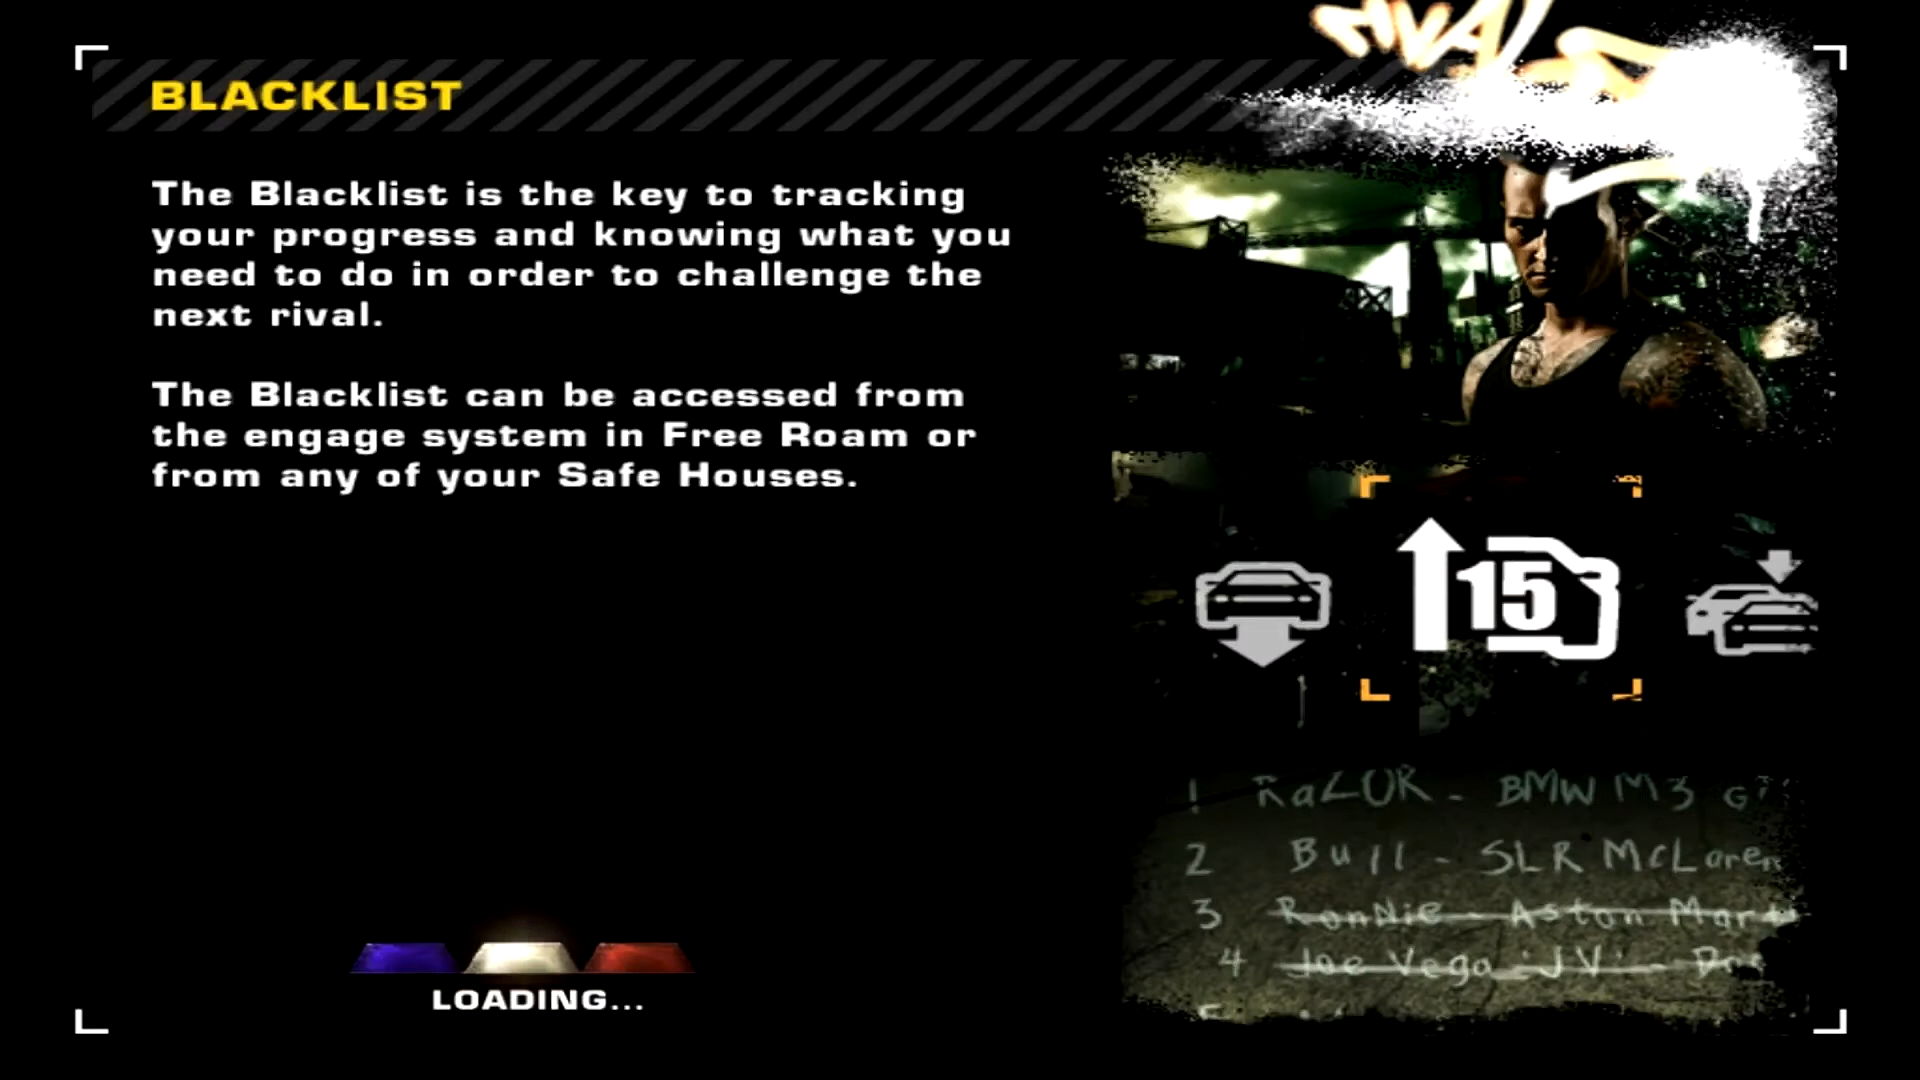 RIVAL
BLACKLIST
The Blacklist is the key to tracking
your progress and knowing what you
need to do in order to challenge the
next rival.
The Blacklist can be accessed from
the engage system in Free Roam or
from any of your Safe Houses.
15
1 RaZOR - BMW M3
2 Bull - SLR McLaren
3 RonNie - Aston
4 Joe Vega 'JV' -
LOADING...